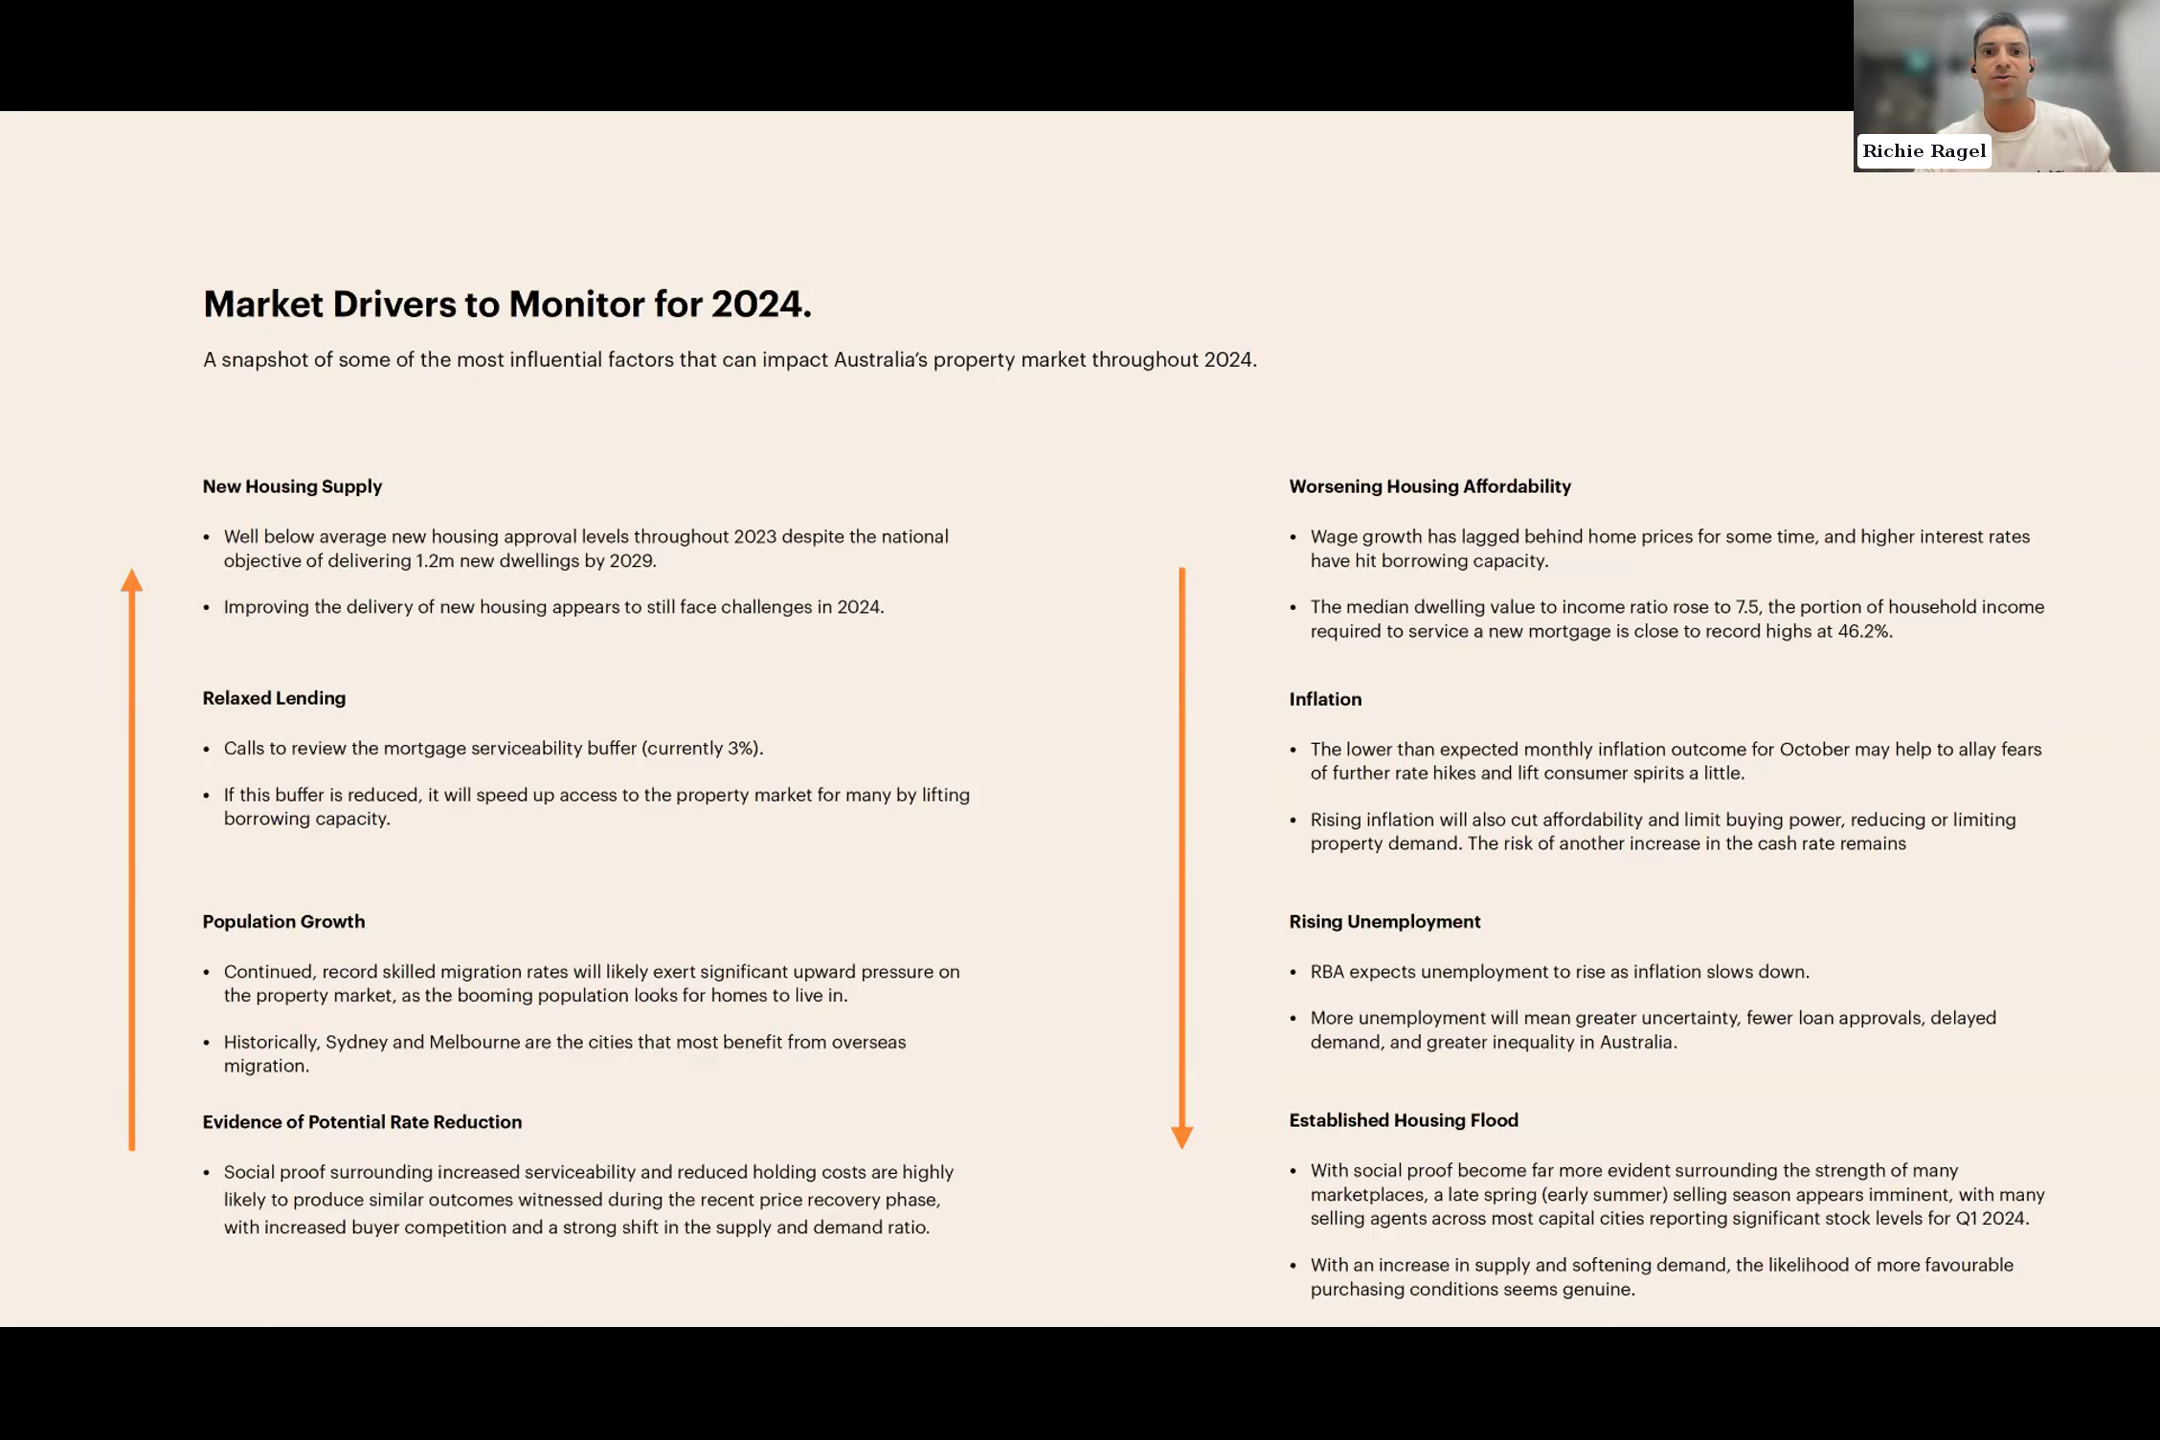 Richie Ragel
Market Drivers to Monitor for 2024.
A snapshot of some of the most influential factors that can impact Australia's property market throughout 2024.
New Housing Supply
• Well below average new housing approval levels throughout 2023 despite the national
objective of delivering 1.2m new dwellings by 2029.
• Improving the delivery of new housing appears to still face challenges in 2024.
Relaxed Lending
• Calls to review the mortgage serviceability buffer (currently 3%).
• If this buffer is reduced, it will speed up access to the property market for many by lifting
borrowing capacity.
Population Growth
• Continued, record skilled migration rates will likely exert significant upward pressure on
the property market, as the booming population looks for homes to live in.
• Historically, Sydney and Melbourne are the cities that most benefit from overseas
migration.
Evidence of Potential Rate Reduction
• Social proof surrounding increased serviceability and reduced holding costs are highly
likely to produce similar outcomes witnessed during the recent price recovery phase,
with increased buyer competition and a strong shift in the supply and demand ratio.
Worsening Housing Affordability
• Wage growth has lagged behind home prices for some time, and higher interest rates
have hit borrowing capacity.
• The median dwelling value to income ratio rose to 7.5, the portion of household income
required to service a new mortgage is close to record highs at 46.2%.
Inflation
• The lower than expected monthly inflation outcome for October may help to allay fears
of further rate hikes and lift consumer spirits a little.
• Rising inflation will also cut affordability and limit buying power, reducing or limiting
property demand. The risk of another increase in the cash rate remains
Rising Unemployment
• RBA expects unemployment to rise as inflation slows down.
• More unemployment will mean greater uncertainty, fewer loan approvals, delayed
demand, and greater inequality in Australia.
Established Housing Flood
• With social proof become far more evident surrounding the strength of many
marketplaces, a late spring (early summer) selling season appears imminent, with many
selling agents across most capital cities reporting significant stock levels for Q1 2024.
• With an increase in supply and softening demand, the likelihood of more favourable
purchasing conditions seems genuine.